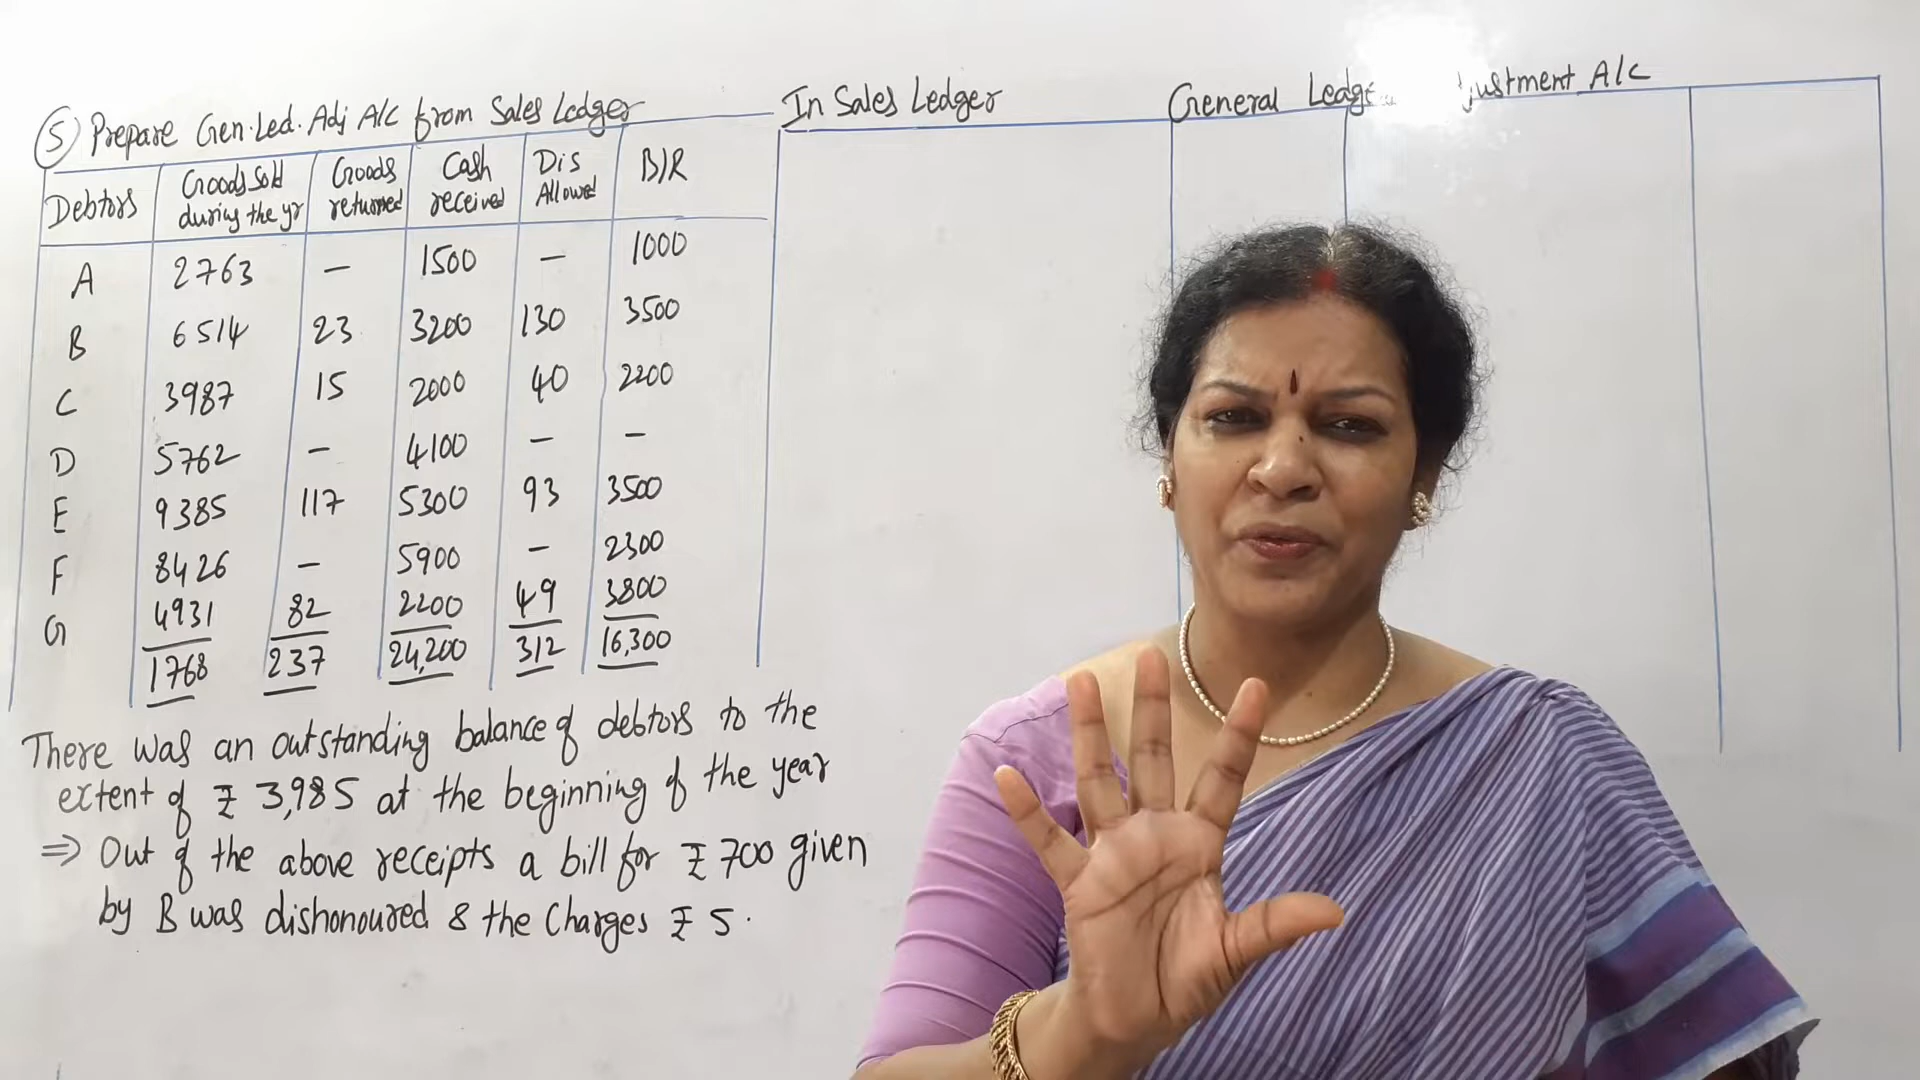 5 Prepare Gen.Led.Adj A/c from Sales Ledger
Debtors Goods Sold during the yr Goods returned Cash received Dis Allowed B/R
A 2763 — 1500 — 1000
B 6514 23 3200 130 3500
C 3987 15 2000 40 2200
D 5762 — 4100 — —
E 9385 117 5300 93 3500
F 8426 — 5900 — 2300
G 4931 82 2200 49 3800
1768 237 24,200 312 16,300
There was an outstanding balance of debtors to the
extent of ₹ 3,985 at the beginning of the year
⇒ Out of the above receipts a bill for ₹ 700 given
by B was dishonoured & the Charges ₹ 5.
In Sales Ledger
General Ledge justment A/c